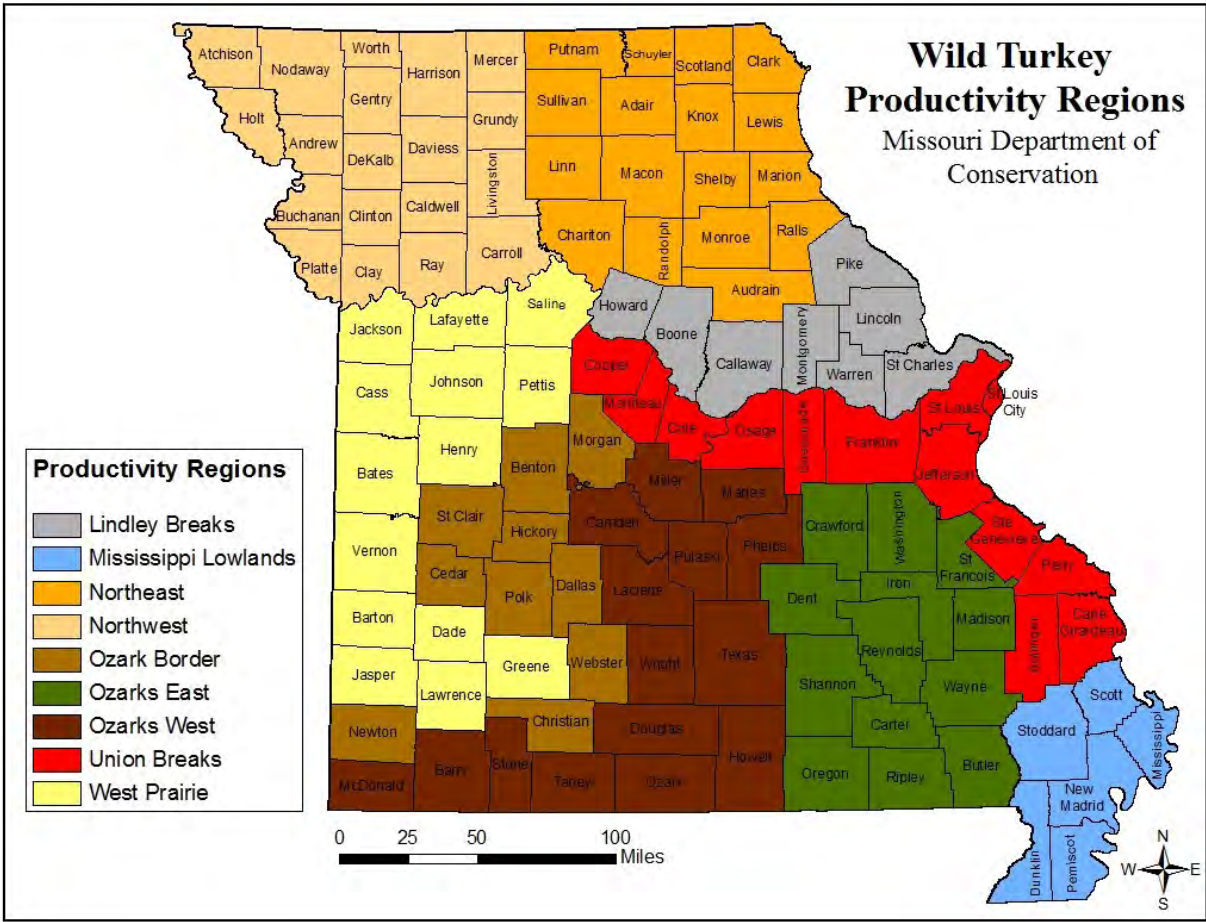 Wild Turkey
Productivity Regions
Missouri Department of
Conservation
Atchison
Nodaway
Worth
Harrison
Mercer
Putnam
Schuyler
Scotland
Clark
Holt
Gentry
Sullivan
Adair
Knox
Lewis
Andrew
DeKalb
Daviess
Grundy
Livingston
Linn
Macon
Shelby
Marion
Buchanan
Clinton
Caldwell
Chariton
Randolph
Monroe
Ralls
Platte
Clay
Ray
Carroll
Audrain
Pike
Jackson
Lafayette
Saline
Howard
Boone
Callaway
Montgomery
Lincoln
Warren
St Charles
Cass
Johnson
Pettis
Cooper
Moniteau
Cole
Osage
Gasconade
Franklin
St Louis
St Louis
City
Jefferson
Bates
Henry
Benton
Morgan
Miller
Maries
St Clair
Hickory
Camden
Pulaski
Phelps
Crawford
Washington
Ste
Genevieve
St
Francois
Perry
Vernon
Cedar
Polk
Dallas
Laclede
Dent
Iron
Madison
Bollinger
Cape
Girardeau
Barton
Dade
Greene
Webster
Wright
Texas
Reynolds
Shannon
Wayne
Jasper
Lawrence
Christian
Douglas
Howell
Carter
Stoddard
Scott
Mississippi
Newton
McDonald
Barry
Stone
Taney
Ozark
Oregon
Ripley
Butler
New
Madrid
Dunklin
Pemiscot
Productivity Regions
Lindley Breaks
Mississippi Lowlands
Northeast
Northwest
Ozark Border
Ozarks East
Ozarks West
Union Breaks
West Prairie
0 25 50 100
Miles
N
W E
S